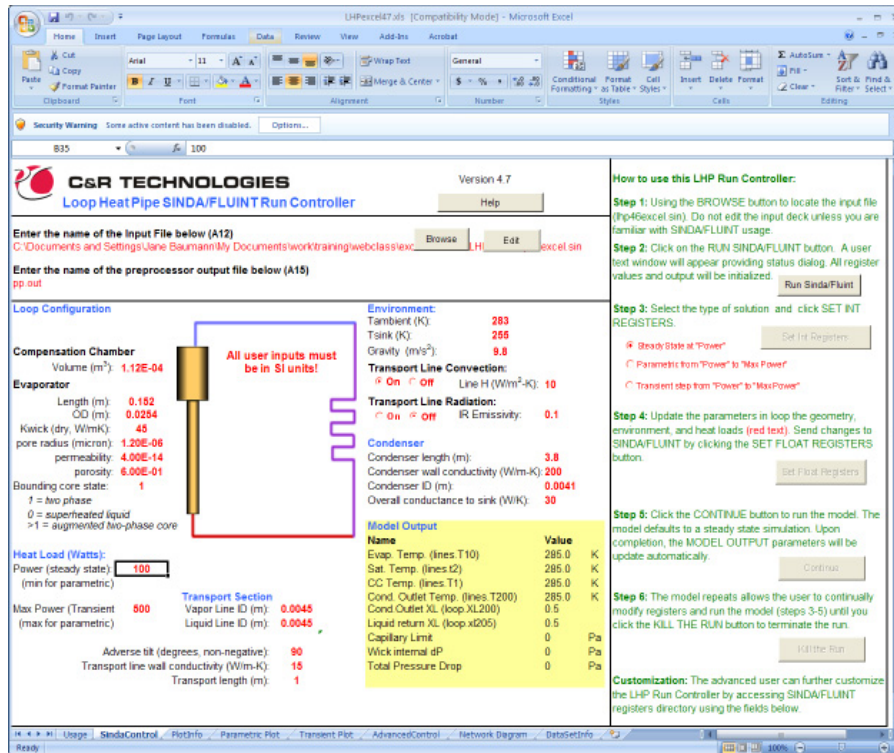 LHPexcel47.xls [Compatibility Mode] - Microsoft Excel
Home Insert Page Layout Formulas Data Review View Add-Ins Acrobat
Cut
Copy
Format Painter
Paste
Clipboard
Arial 11
B I U
Font
Wrap Text
Merge & Center
Alignment
General
$ % ,
Number
Conditional Formatting
Format as Table
Cell Styles
Styles
Insert Delete Format
Cells
Σ AutoSum
Fill
Clear
Sort & Filter
Find & Select
Editing
Security Warning Some active content has been disabled. Options...
B35 fx 100
C&R TECHNOLOGIES
Loop Heat Pipe SINDA/FLUINT Run Controller
Version 4.7
Help
Enter the name of the Input File below (A12)
C:\Documents and Settings\Jane Baumann\My Documents\work\training\webclass\exc LH excel.sin
Browse Edit
Enter the name of the preprocessor output file below (A15)
pp.out
Loop Configuration
Compensation Chamber
Volume (m³): 1.12E-04
Evaporator
Length (m): 0.152
OD (m): 0.0254
Kwick (dry, W/mK): 45
pore radius (micron): 1.20E-06
permeability: 4.00E-14
porosity: 6.00E-01
Bounding core state: 1
1 = two phase
0 = superheated liquid
>1 = augmented two-phase core
All user inputs must
be in SI units!
Heat Load (Watts):
Power (steady state): 100
(min for parametric)
Max Power (Transient 500
(max for parametric)
Transport Section
Vapor Line ID (m): 0.0045
Liquid Line ID (m): 0.0045
Adverse tilt (degrees, non-negative): 90
Transport line wall conductivity (W/m-K): 15
Transport length (m): 1
Environment:
Tambient (K): 283
Tsink (K): 255
Gravity (m/s²): 9.8
Transport Line Convection:
On Off Line H (W/m²-K): 10
Transport Line Radiation:
On Off IR Emissivity: 0.1
Condenser
Condenser length (m): 3.8
Condenser wall conductivity (W/m-K): 200
Condenser ID (m): 0.0041
Overall conductance to sink (W/K): 30
Model Output
Name Value
Evap. Temp. (lines.T10) 285.0 K
Sat. Temp. (lines.t2) 285.0 K
CC Temp. (lines.T1) 285.0 K
Cond. Outlet Temp. (lines.T200) 285.0 K
Cond.Outlet XL (loop.XL200) 0.5
Liquid return XL (loop.xl205) 0.5
Capillary Limit 0 Pa
Wick internal dP 0 Pa
Total Pressure Drop 0 Pa
How to use this LHP Run Controller:
Step 1: Using the BROWSE button to locate the input file
(lhp46excel.sin). Do not edit the input deck unless you are
familiar with SINDA/FLUINT usage.
Step 2: Click on the RUN SINDA/FLUINT button. A user
text window will appear providing status dialog. All register
values and output will be initialized.
Run Sinda/Fluint
Step 3: Select the type of solution and click SET INT
REGISTERS.
Set Int Registers
Steady State at "Power"
Parametric from "Power" to "Max Power"
Transient step from "Power" to "MaxPower"
Step 4: Update the parameters in loop the geometry,
environment, and heat loads (red text). Send changes to
SINDA/FLUINT by clicking the SET FLOAT REGISTERS
button.
Set Float Registers
Step 5: Click the CONTINUE button to run the model. The
model defaults to a steady state simulation. Upon
completion, the MODEL OUTPUT parameters will be
update automatically.
Continue
Step 6: The model repeats allows the user to continually
modify registers and run the model (steps 3-5) until you
click the KILL THE RUN button to terminate the run.
Kill the Run
Customization: The advanced user can further customize
the LHP Run Controller by accessing SINDA/FLUINT
registers directory using the fields below.
Usage SindaControl PlotInfo Parametric Plot Transient Plot AdvancedControl Network Diagram DataSetInfo
Ready 100%